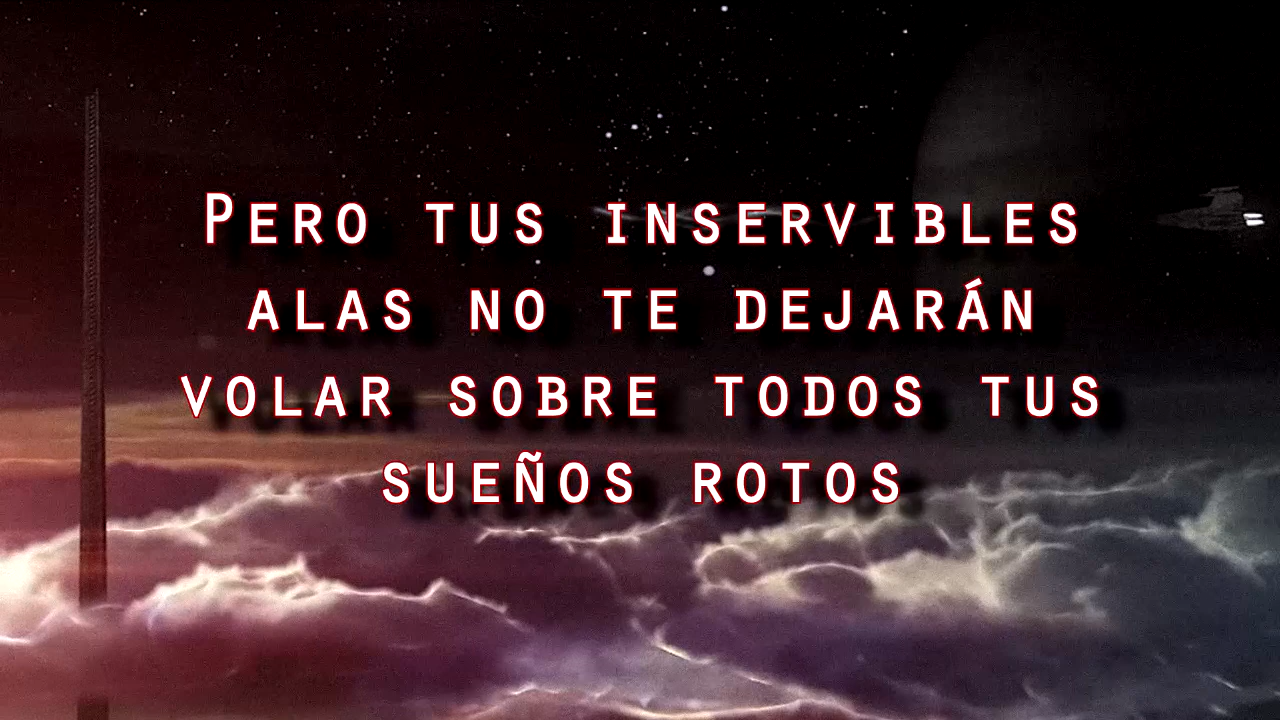 Pero tus inservibles
alas no te dejarán
volar sobre todos tus
sueños rotos